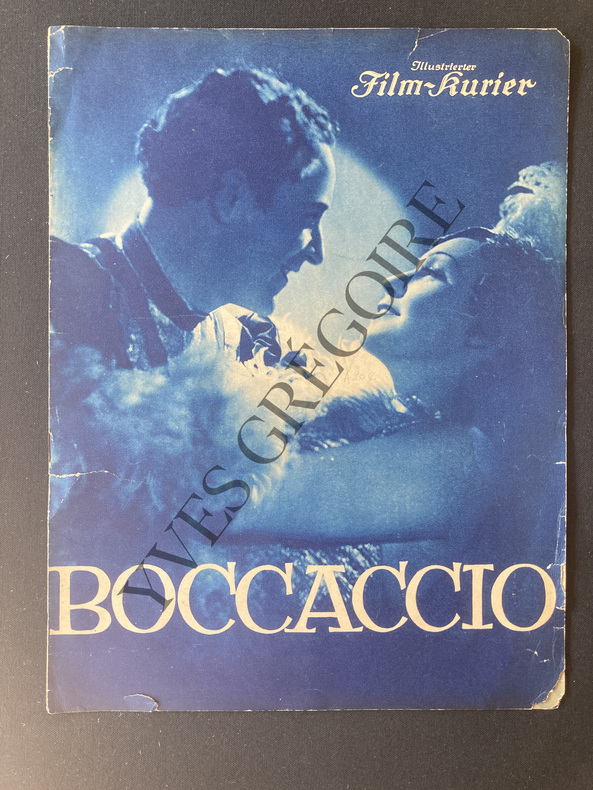 Illustrierter
Film-Kurier
YVES GRÉGOIRE
BOCCACCIO